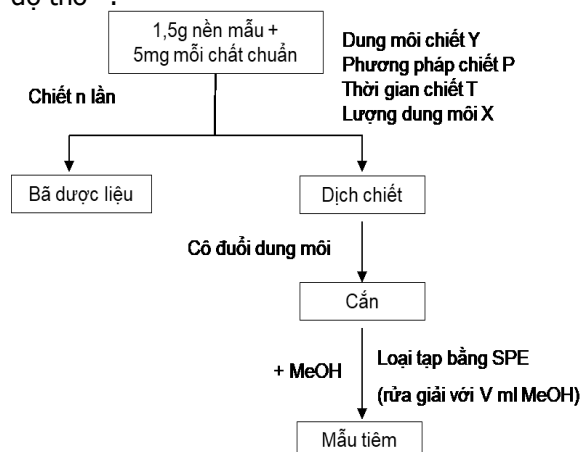 1,5g nền mẫu +
5mg mỗi chất chuẩn
Dung môi chiết Y
Phương pháp chiết P
Thời gian chiết T
Lượng dung môi X
Chiết n lần
Bã dược liệu
Dịch chiết
Cô đuổi dung môi
Cắn
+ MeOH
Loại tạp bằng SPE
(rửa giải với V ml MeOH)
Mẫu tiêm